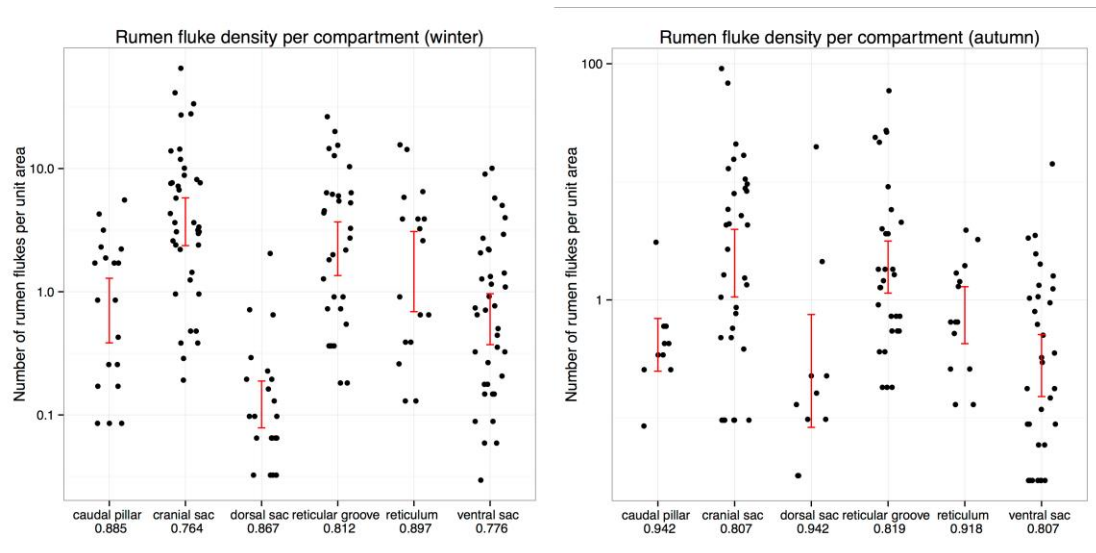 Rumen fluke density per compartment (winter)
Number of rumen flukes per unit area
10.0
1.0
0.1
caudal pillar cranial sac dorsal sac reticular groove reticulum ventral sac
0.885 0.764 0.867 0.812 0.897 0.776
Rumen fluke density per compartment (autumn)
Number of rumen flukes per unit area
100
1
caudal pillar cranial sac dorsal sac reticular groove reticulum ventral sac
0.942 0.807 0.942 0.819 0.918 0.807